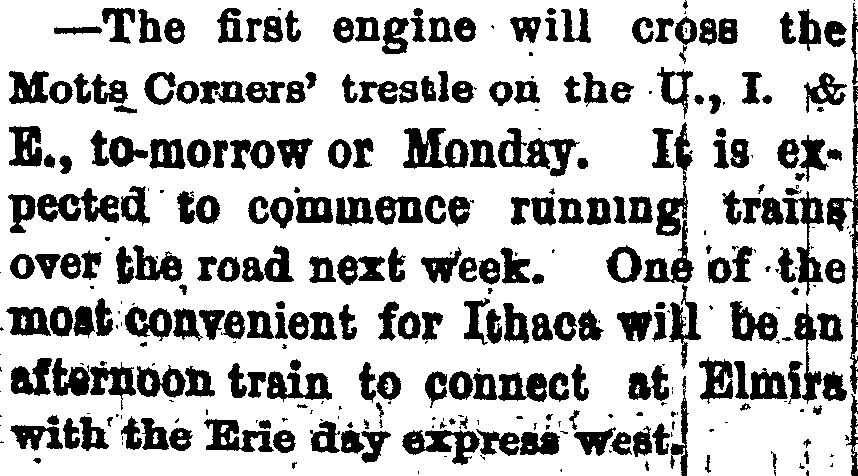 —The first engine will cross the
Motts Corners' trestle on the U., I. &
E., to-morrow or Monday. It is ex-
pected to commence running trains
over the road next week. One of the
most convenient for Ithaca will be an
afternoon train to connect at Elmira
with the Erie day express west.